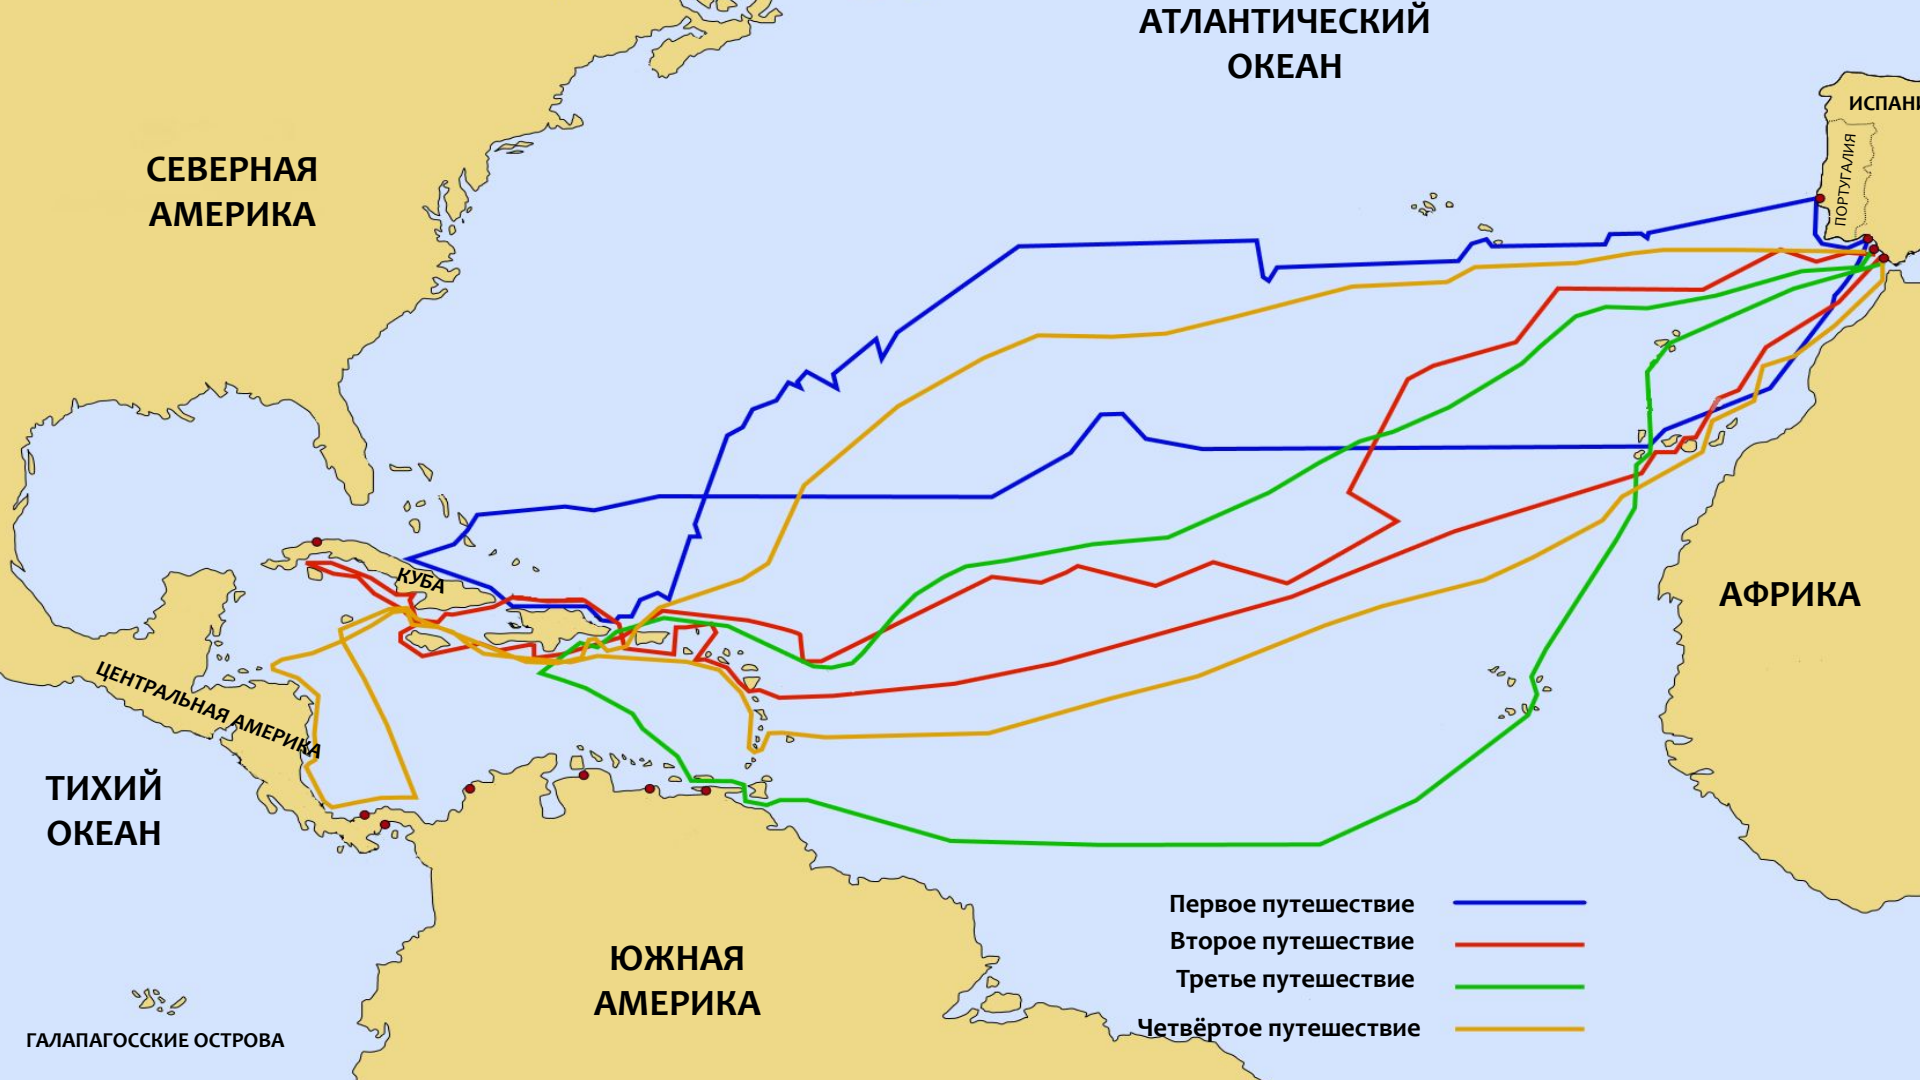 АТЛАНТИЧЕСКИЙ
ОКЕАН
ИСПАНИ
ПОРТУГАЛИЯ
СЕВЕРНАЯ
АМЕРИКА
КУБА
АФРИКА
ЦЕНТРАЛЬНАЯ АМЕРИКА
ТИХИЙ
ОКЕАН
ЮЖНАЯ
АМЕРИКА
ГАЛАПАГОССКИЕ ОСТРОВА
Первое путешествие
Второе путешествие
Третье путешествие
Четвёртое путешествие